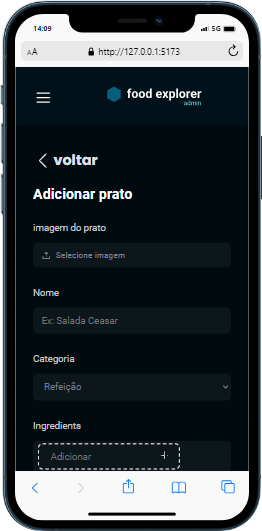 14:09
5G
AA
http://127.0.0.1:5173
food explorer
admin
voltar
Adicionar prato
imagem do prato
Selecione imagem
Nome
Ex: Salada Ceasar
Categoria
Refeição
Ingredients
Adicionar